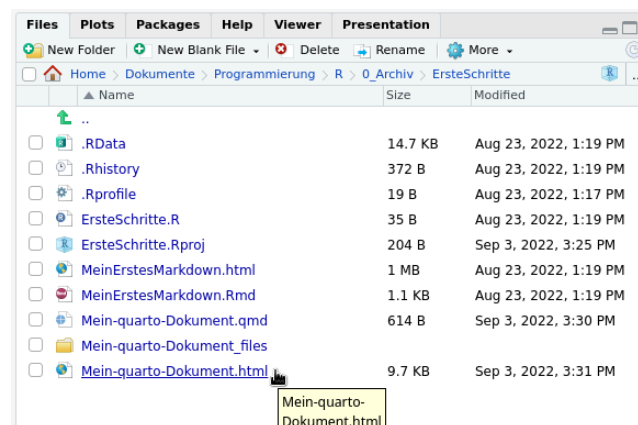 Files Plots Packages Help Viewer Presentation
New Folder New Blank File Delete Rename More
Home Dokumente Programmierung R 0_Archiv ErsteSchritte R ..
Name Size Modified
..
.RData 14.7 KB Aug 23, 2022, 1:19 PM
.Rhistory 372 B Aug 23, 2022, 1:19 PM
.Rprofile 19 B Aug 23, 2022, 1:17 PM
ErsteSchritte.R 35 B Aug 23, 2022, 1:19 PM
ErsteSchritte.Rproj 204 B Sep 3, 2022, 3:25 PM
MeinErstesMarkdown.html 1 MB Aug 23, 2022, 1:19 PM
MeinErstesMarkdown.Rmd 1.1 KB Aug 23, 2022, 1:19 PM
Mein-quarto-Dokument.qmd 614 B Sep 3, 2022, 3:30 PM
Mein-quarto-Dokument_files
Mein-quarto-Dokument.html 9.7 KB Sep 3, 2022, 3:31 PM
Mein-quarto-
Dokument.html